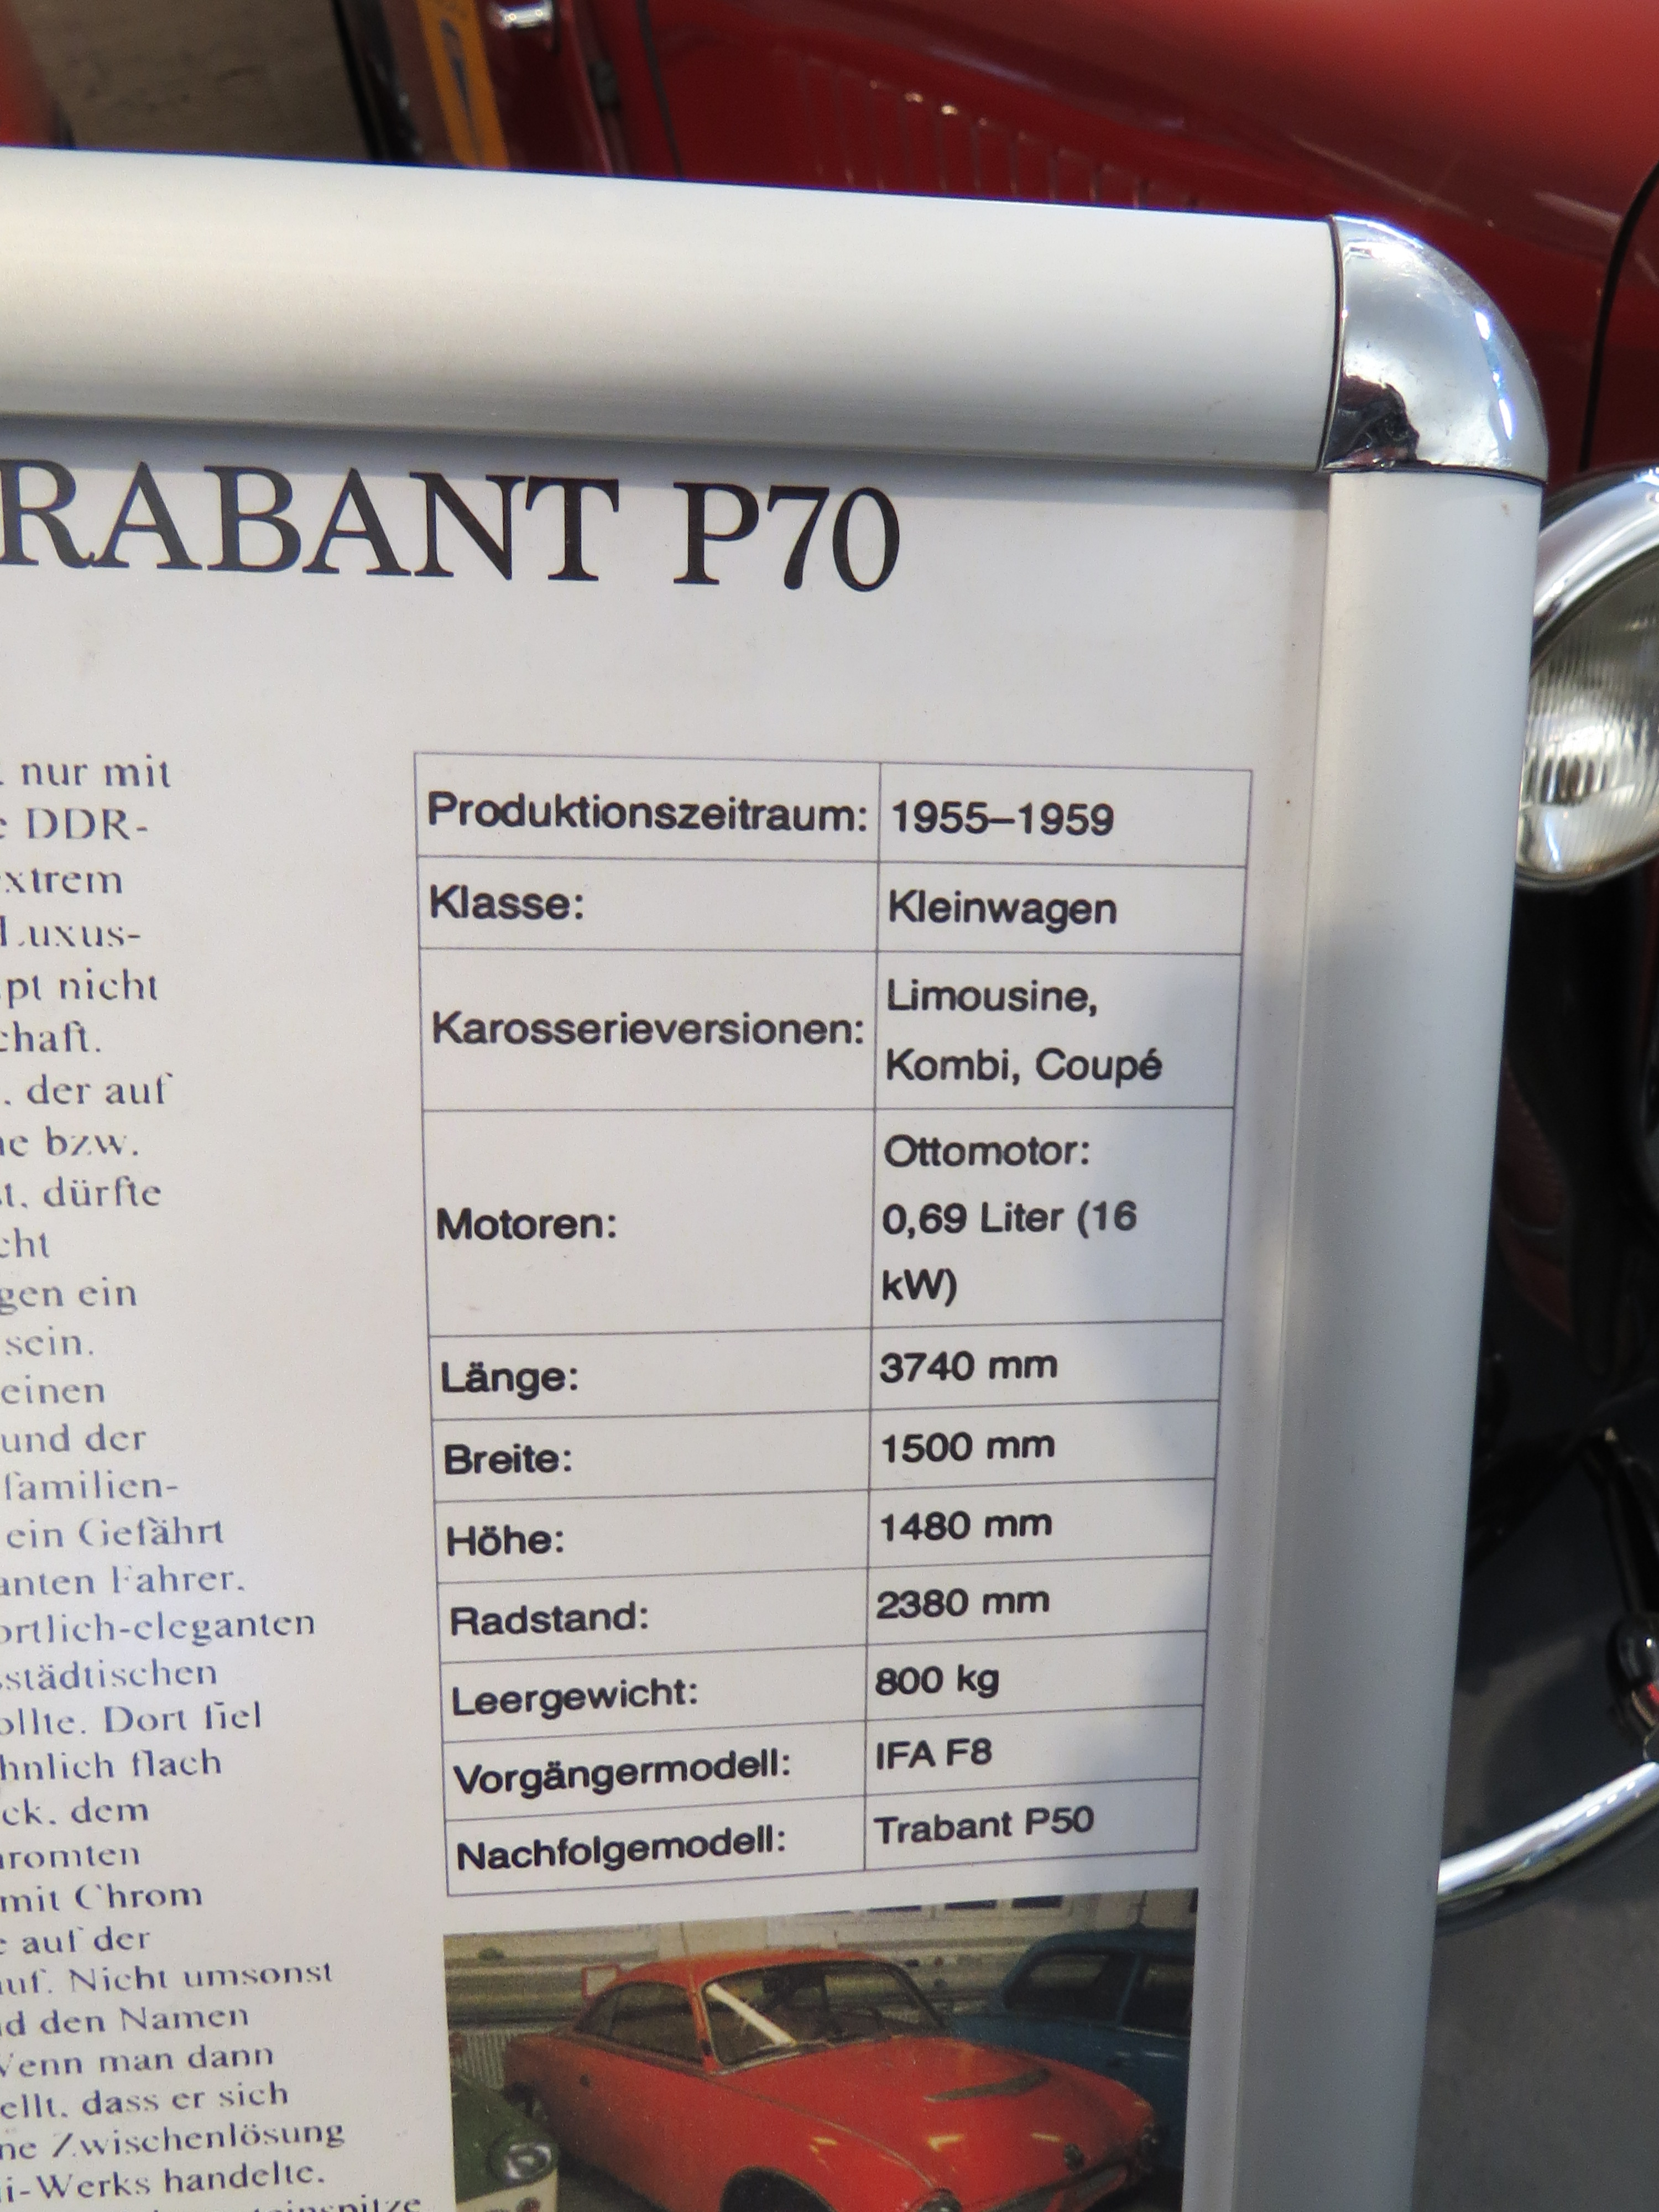 RABANT P70
nur mit
DDR-
xtrem
Luxus-
pt nicht
chaft.
der auf
bzw.
dürfte
cht
gen ein
sein.
einen
und der
familien-
ein Gefährt
anten Fahrer.
ortlich-eleganten
städtischen
ollte. Dort fiel
hnlich flach
ck, dem
romten
mit Chrom
auf der
auf. Nicht umsonst
d den Namen
Wenn man dann
ellt, dass er sich
ne Zwischenlösung
i-Werks handelte.
Produktionszeitraum: 1955–1959
Klasse: Kleinwagen
Karosserieversionen: Limousine,
Kombi, Coupé
Motoren: Ottomotor:
0,69 Liter (16
kW)
Länge: 3740 mm
Breite: 1500 mm
Höhe: 1480 mm
Radstand: 2380 mm
Leergewicht: 800 kg
Vorgängermodell: IFA F8
Nachfolgemodell: Trabant P50